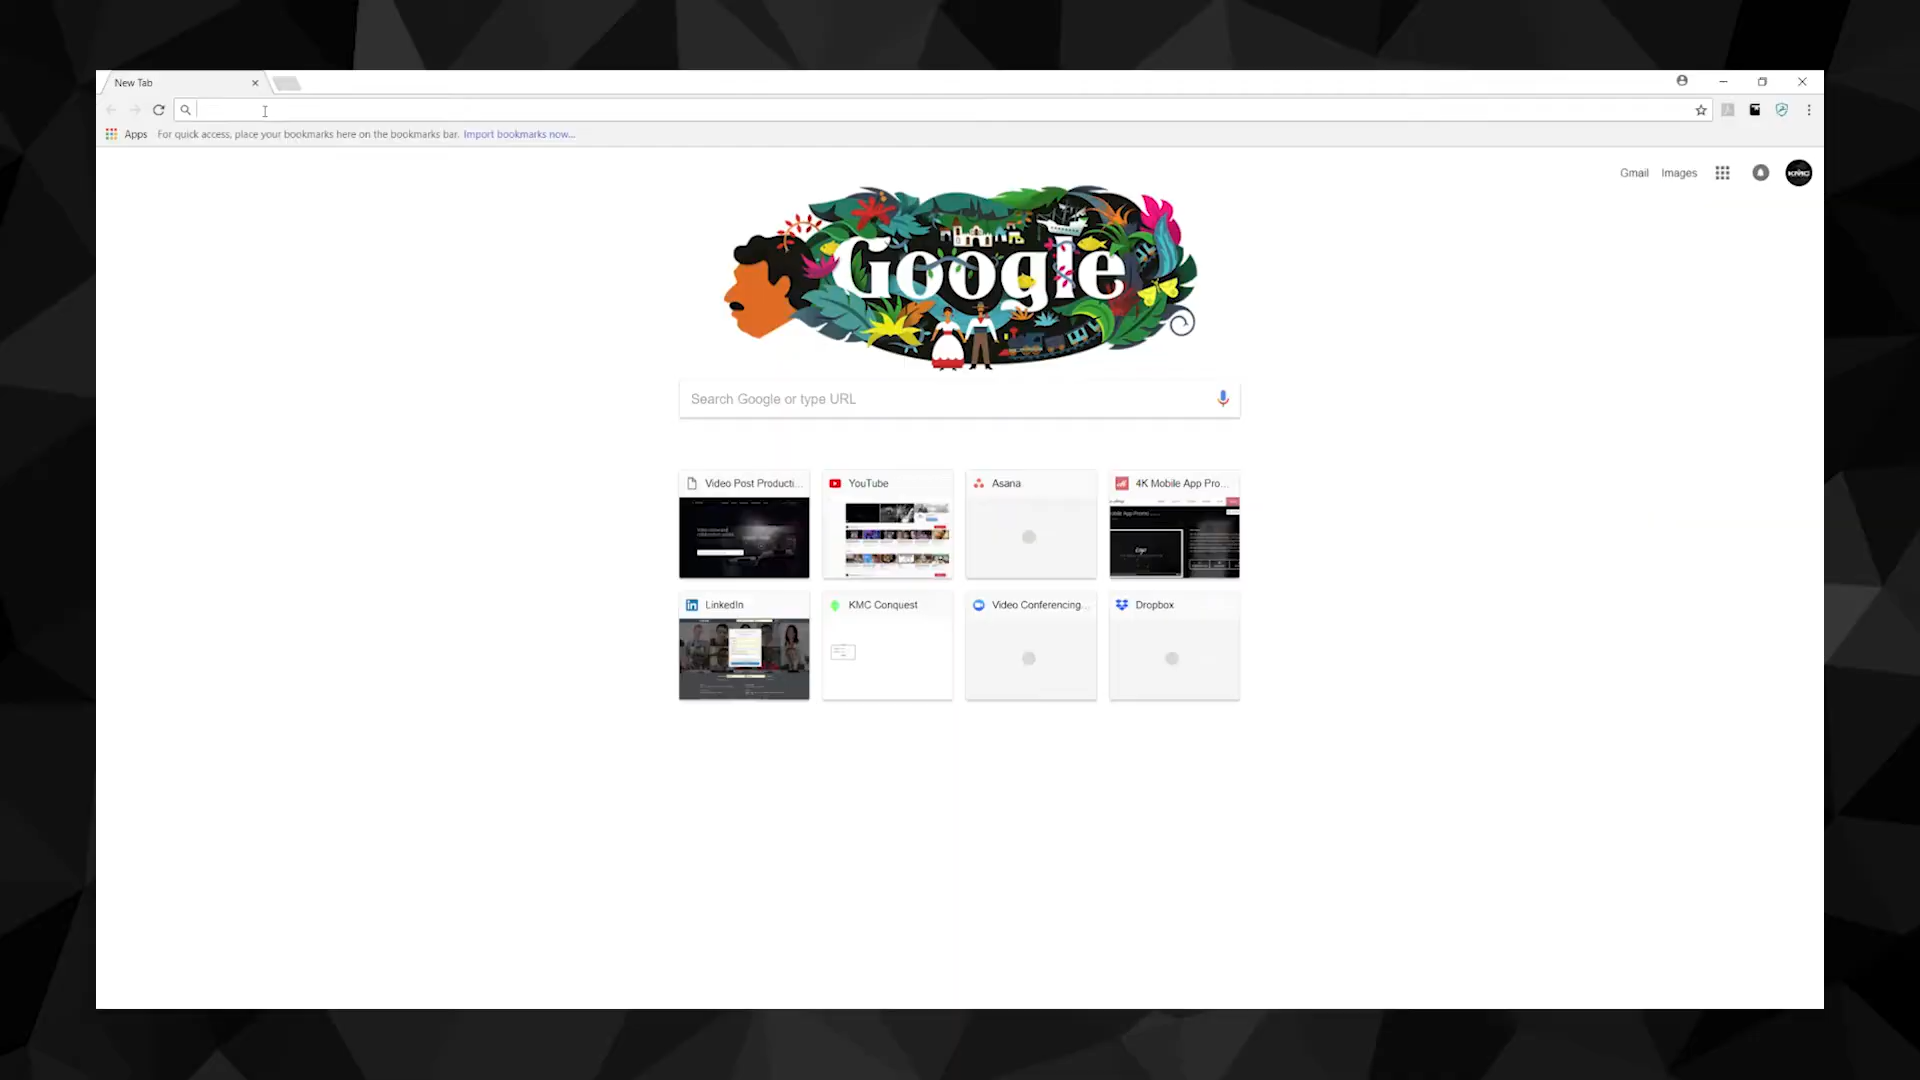 New Tab
Apps For quick access, place your bookmarks here on the bookmarks bar. Import bookmarks now...
Gmail Images
KMC
Google
Search Google or type URL
Video Post Producti... YouTube Asana 4K Mobile App Pro...
LinkedIn KMC Conquest Video Conferencing... Dropbox